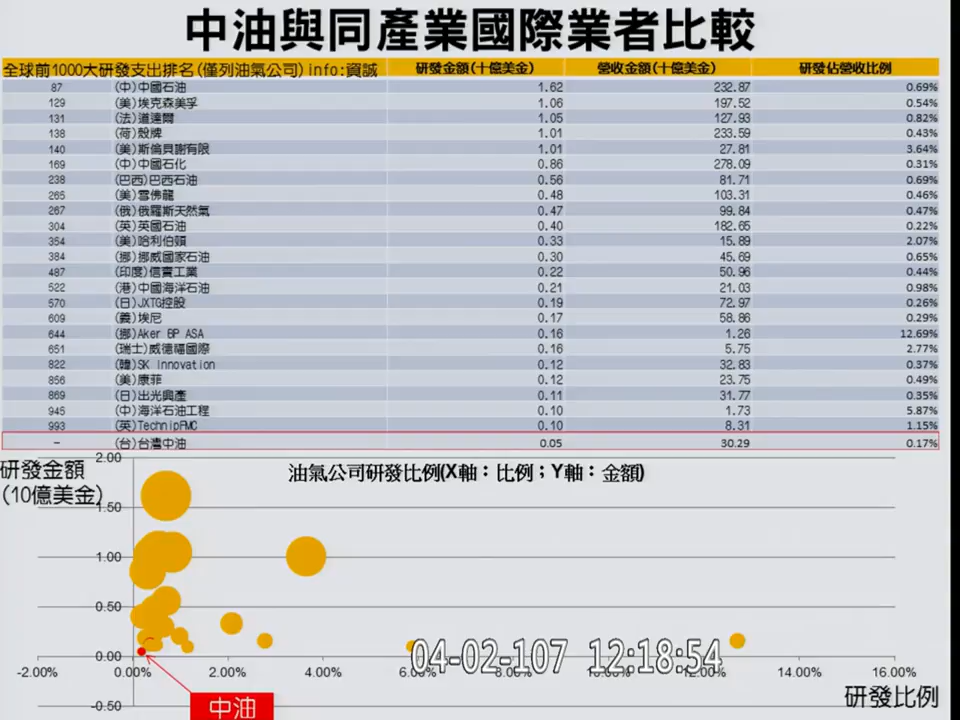 中油與同產業國際業者比較
全球前1000大研發支出排名(僅列油氣公司) info:資誠 研發金額(十億美金) 營收金額(十億美金) 研發佔營收比例
87 (中)中國石油 1.62 232.87 0.69%
129 (美)埃克森美孚 1.06 197.52 0.54%
131 (法)道達爾 1.05 127.93 0.82%
138 (荷)殼牌 1.01 233.59 0.43%
140 (美)斯倫貝謝有限 1.01 27.81 3.64%
169 (中)中國石化 0.86 278.09 0.31%
238 (巴西)巴西石油 0.56 81.71 0.69%
265 (美)雪佛龍 0.48 103.31 0.46%
267 (俄)俄羅斯天然氣 0.47 99.84 0.47%
304 (英)英國石油 0.40 182.65 0.22%
354 (美)哈利伯頓 0.33 15.89 2.07%
384 (挪)挪威國家石油 0.30 45.69 0.65%
487 (印度)信實工業 0.22 50.96 0.44%
522 (港)中國海洋石油 0.21 21.03 0.98%
570 (日)JXTG控股 0.19 72.97 0.26%
609 (義)埃尼 0.17 58.86 0.29%
644 (挪)Aker BP ASA 0.16 1.26 12.69%
651 (瑞士)威德福國際 0.16 5.75 2.77%
822 (韓)SK Innovation 0.12 32.83 0.37%
856 (美)康菲 0.12 23.75 0.49%
869 (日)出光興產 0.11 31.77 0.35%
945 (中)海洋石油工程 0.10 1.73 5.87%
993 (英)TechnipFMC 0.10 8.31 1.15%
– (台)台灣中油 0.05 30.29 0.17%
研發金額
(10億美金)
油氣公司研發比例(X軸：比例；Y軸：金額)
2.00
1.50
1.00
0.50
0.00
-0.50
-2.00% 0.00% 2.00% 4.00% 6.00% 8.00% 10.00% 12.00% 14.00% 16.00%
04-02-107 12:18:54
中油
研發比例